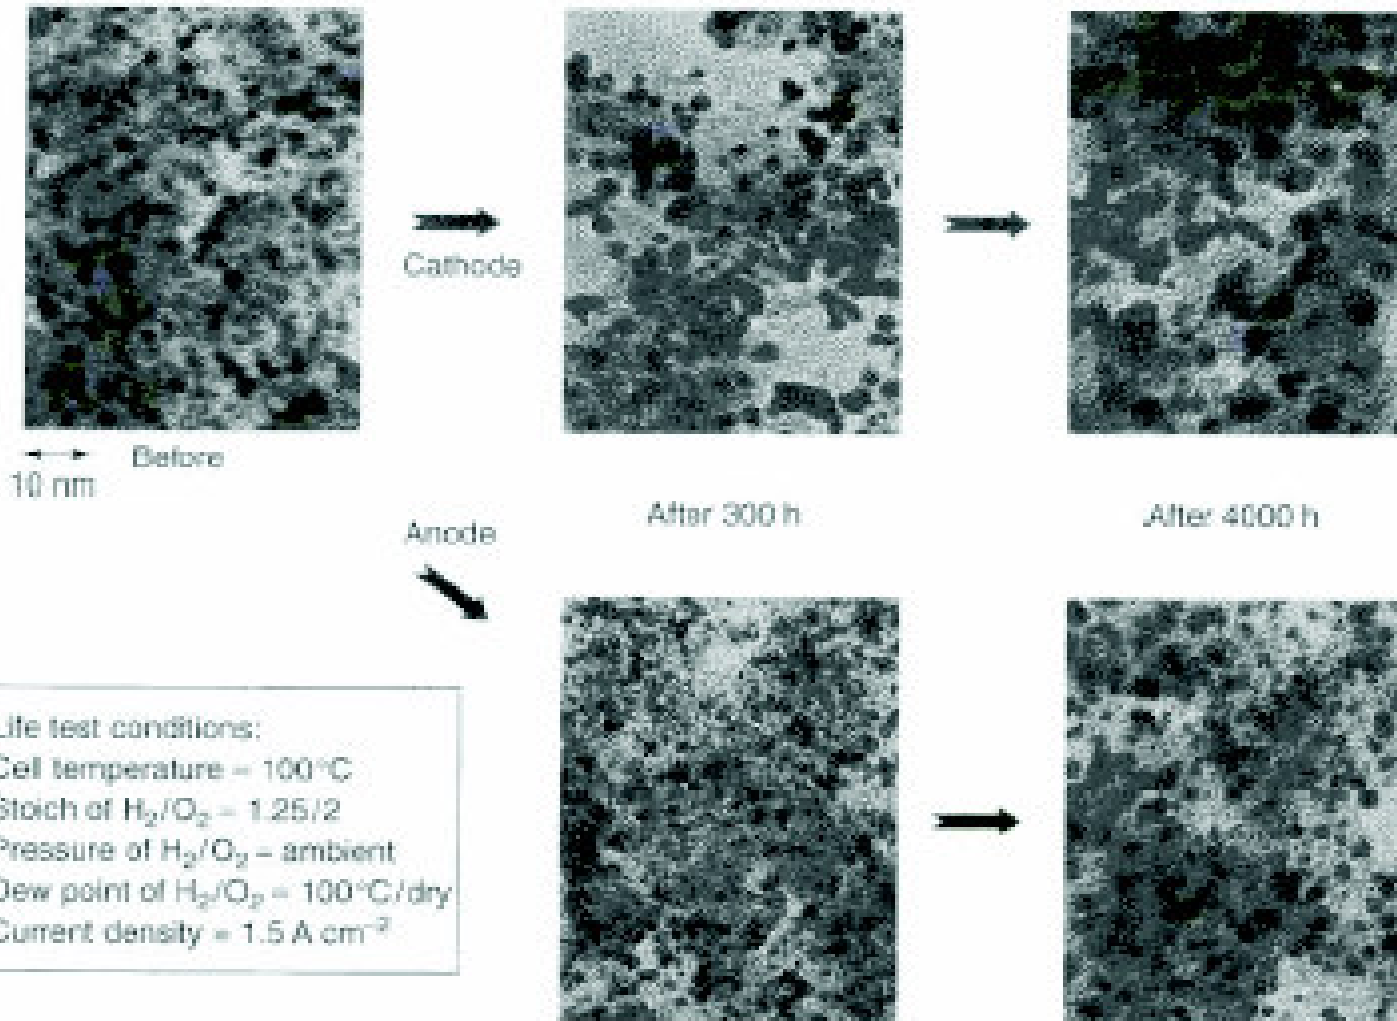 Cathode
Before
10 nm
After 300 h
After 4000 h
Anode
Life test conditions:
Cell temperature = 100°C
Stoich of H₂/O₂ = 1.25/2
Pressure of H₂/O₂ = ambient
Dew point of H₂/O₂ = 100°C/dry
Current density = 1.5 A cm⁻²